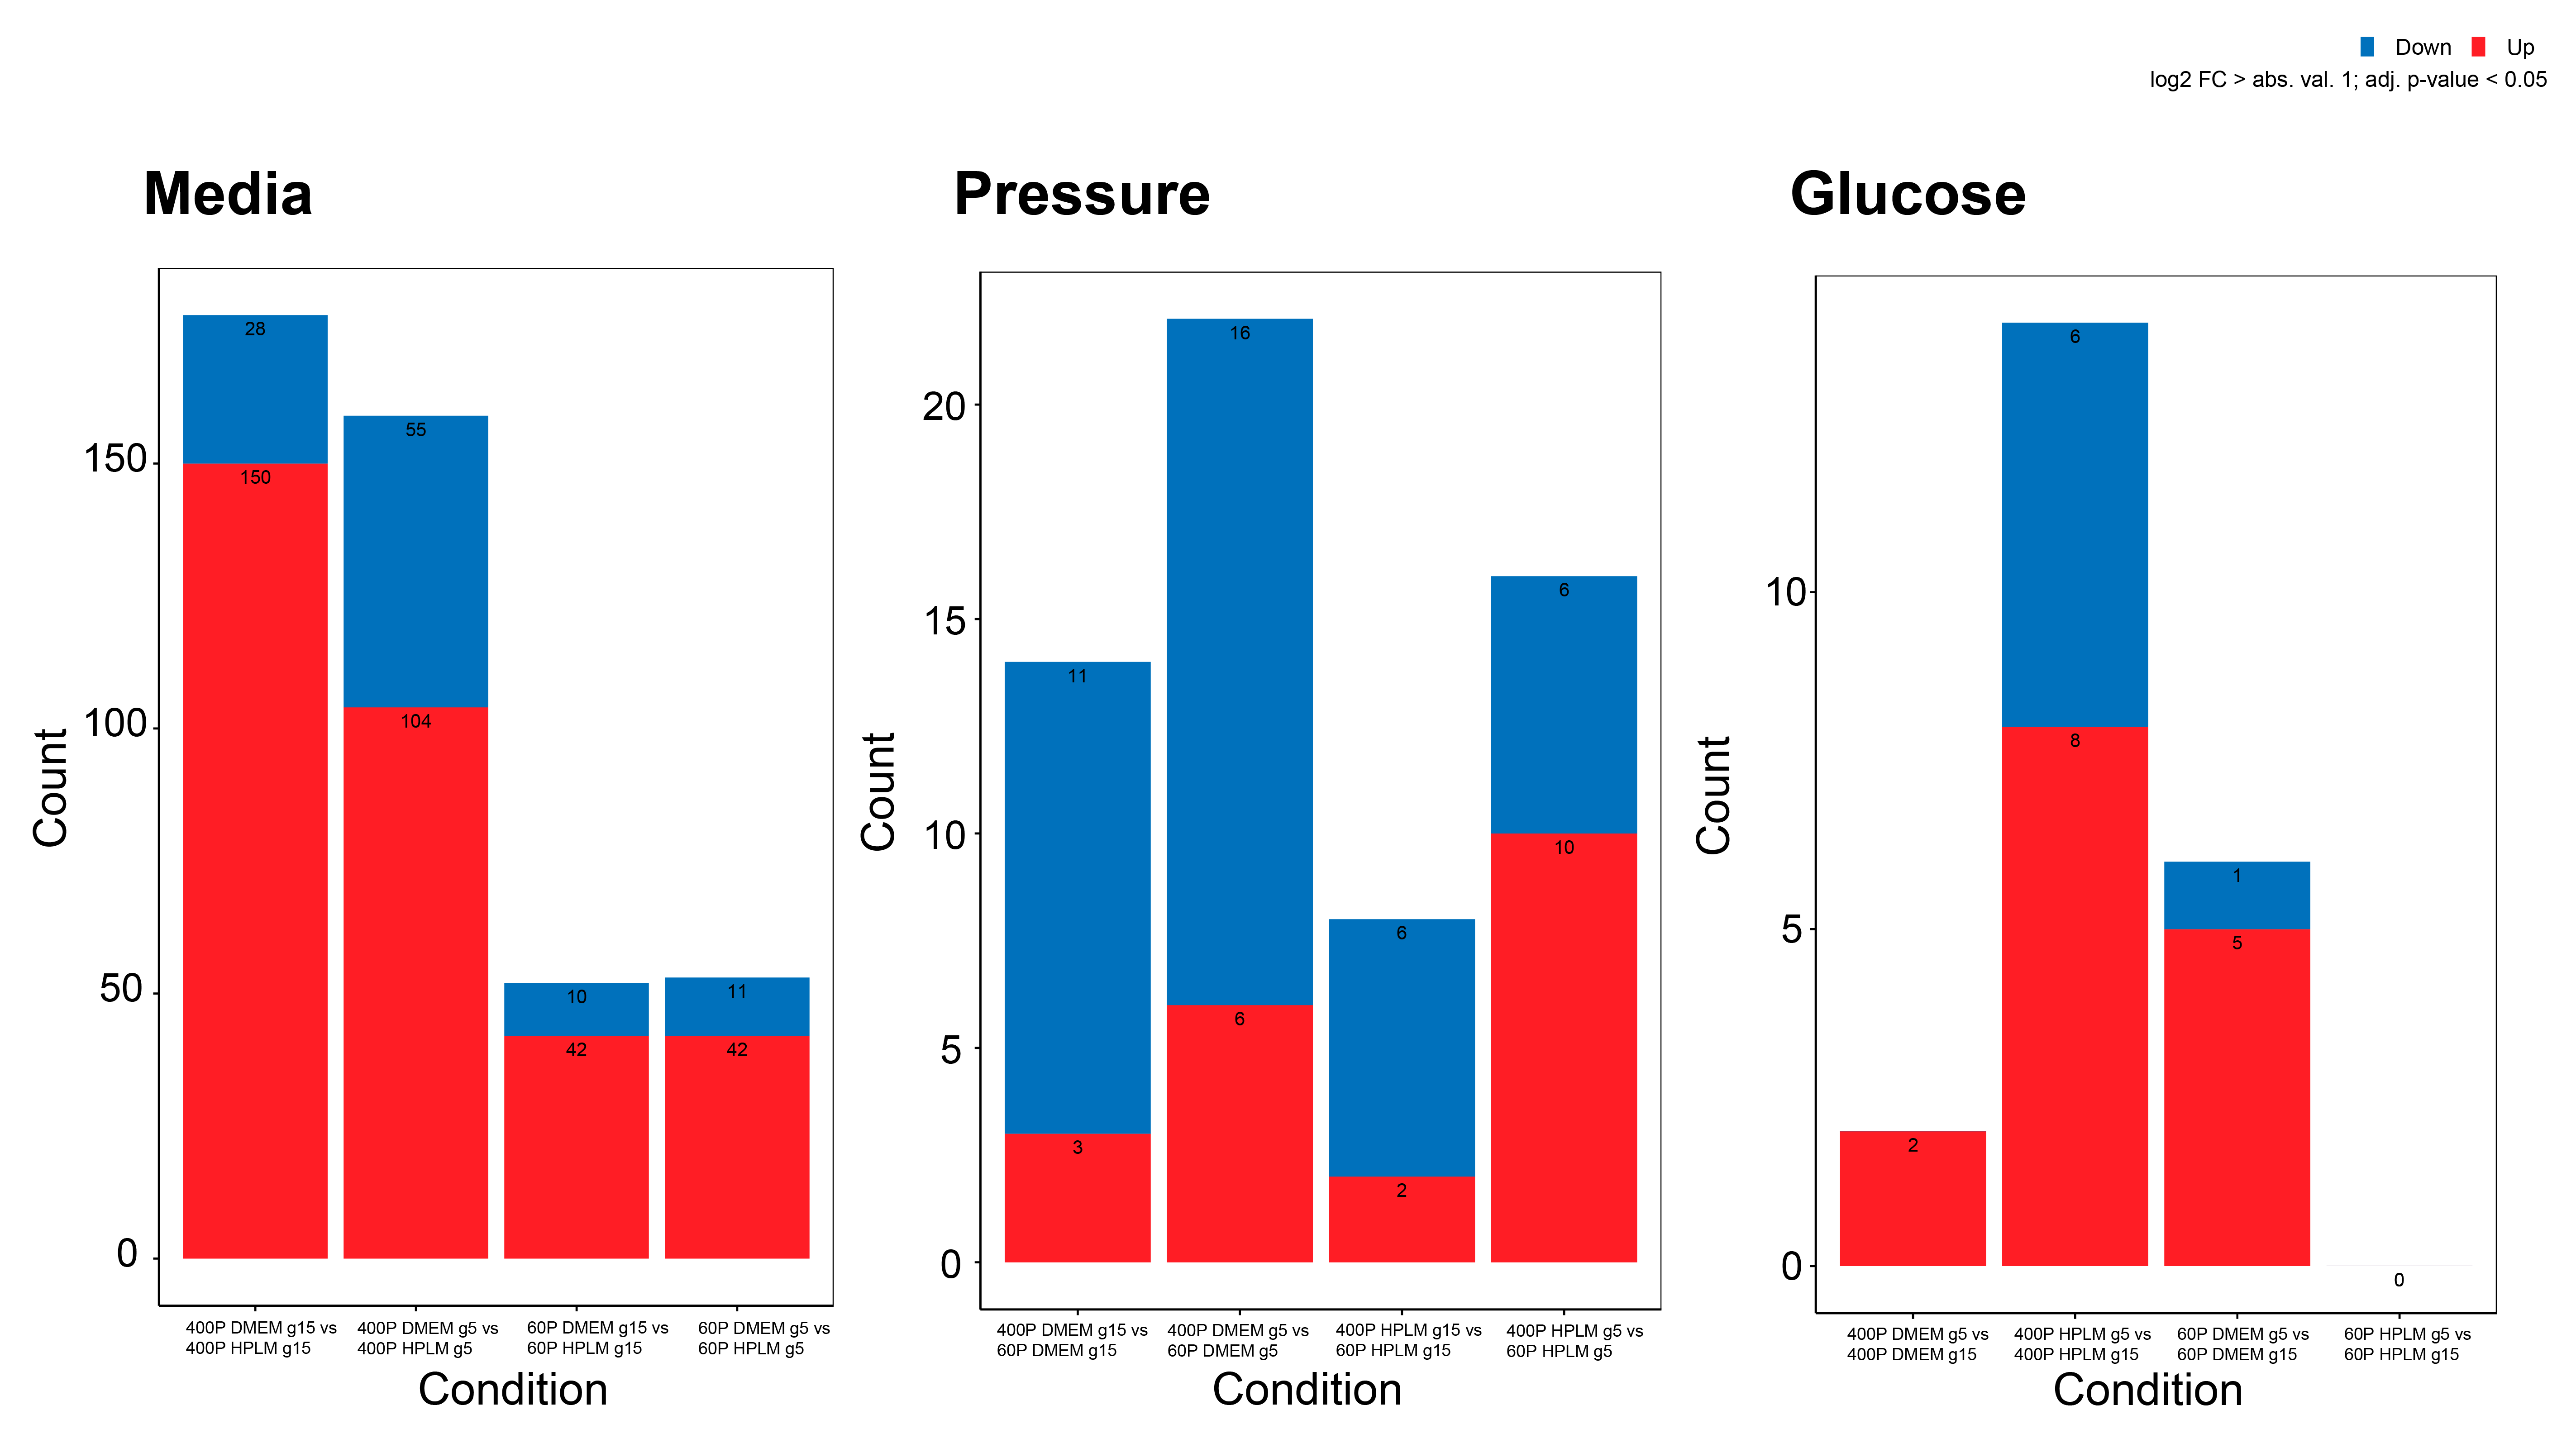 Down Up
log2 FC > abs. val. 1; adj. p-value < 0.05
Media
Count
150
100
50
0
28
150
55
104
10
42
11
42
400P DMEM g15 vs
400P HPLM g15
400P DMEM g5 vs
400P HPLM g5
60P DMEM g15 vs
60P HPLM g15
60P DMEM g5 vs
60P HPLM g5
Condition
Pressure
Count
20
15
10
5
0
11
3
16
6
6
2
6
10
400P DMEM g15 vs
60P DMEM g15
400P DMEM g5 vs
60P DMEM g5
400P HPLM g15 vs
60P HPLM g15
400P HPLM g5 vs
60P HPLM g5
Condition
Glucose
Count
10
5
0
2
6
8
1
5
0
400P DMEM g5 vs
400P DMEM g15
400P HPLM g5 vs
400P HPLM g15
60P DMEM g5 vs
60P DMEM g15
60P HPLM g5 vs
60P HPLM g15
Condition